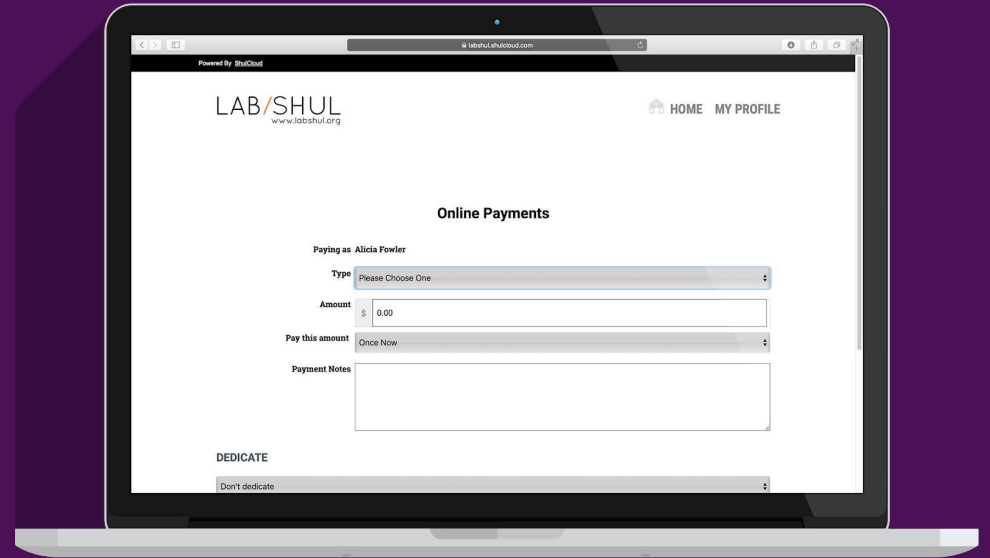 labshul.shulcloud.com
Powered By ShulCloud
LAB/SHUL
www.labshul.org
HOME MY PROFILE
Online Payments
Paying as Alicia Fowler
Type Please Choose One
Amount $ 0.00
Pay this amount Once Now
Payment Notes
DEDICATE
Don't dedicate